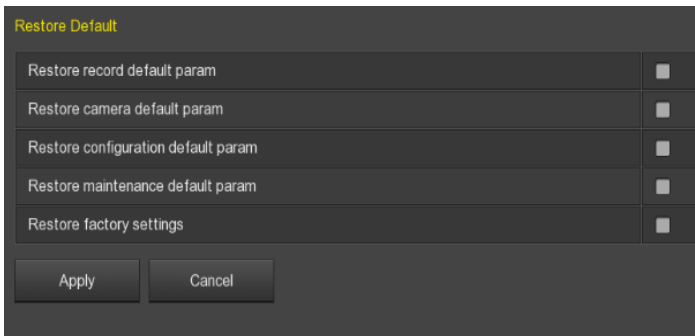 Restore Default
Restore record default param
Restore camera default param
Restore configuration default param
Restore maintenance default param
Restore factory settings
Apply Cancel